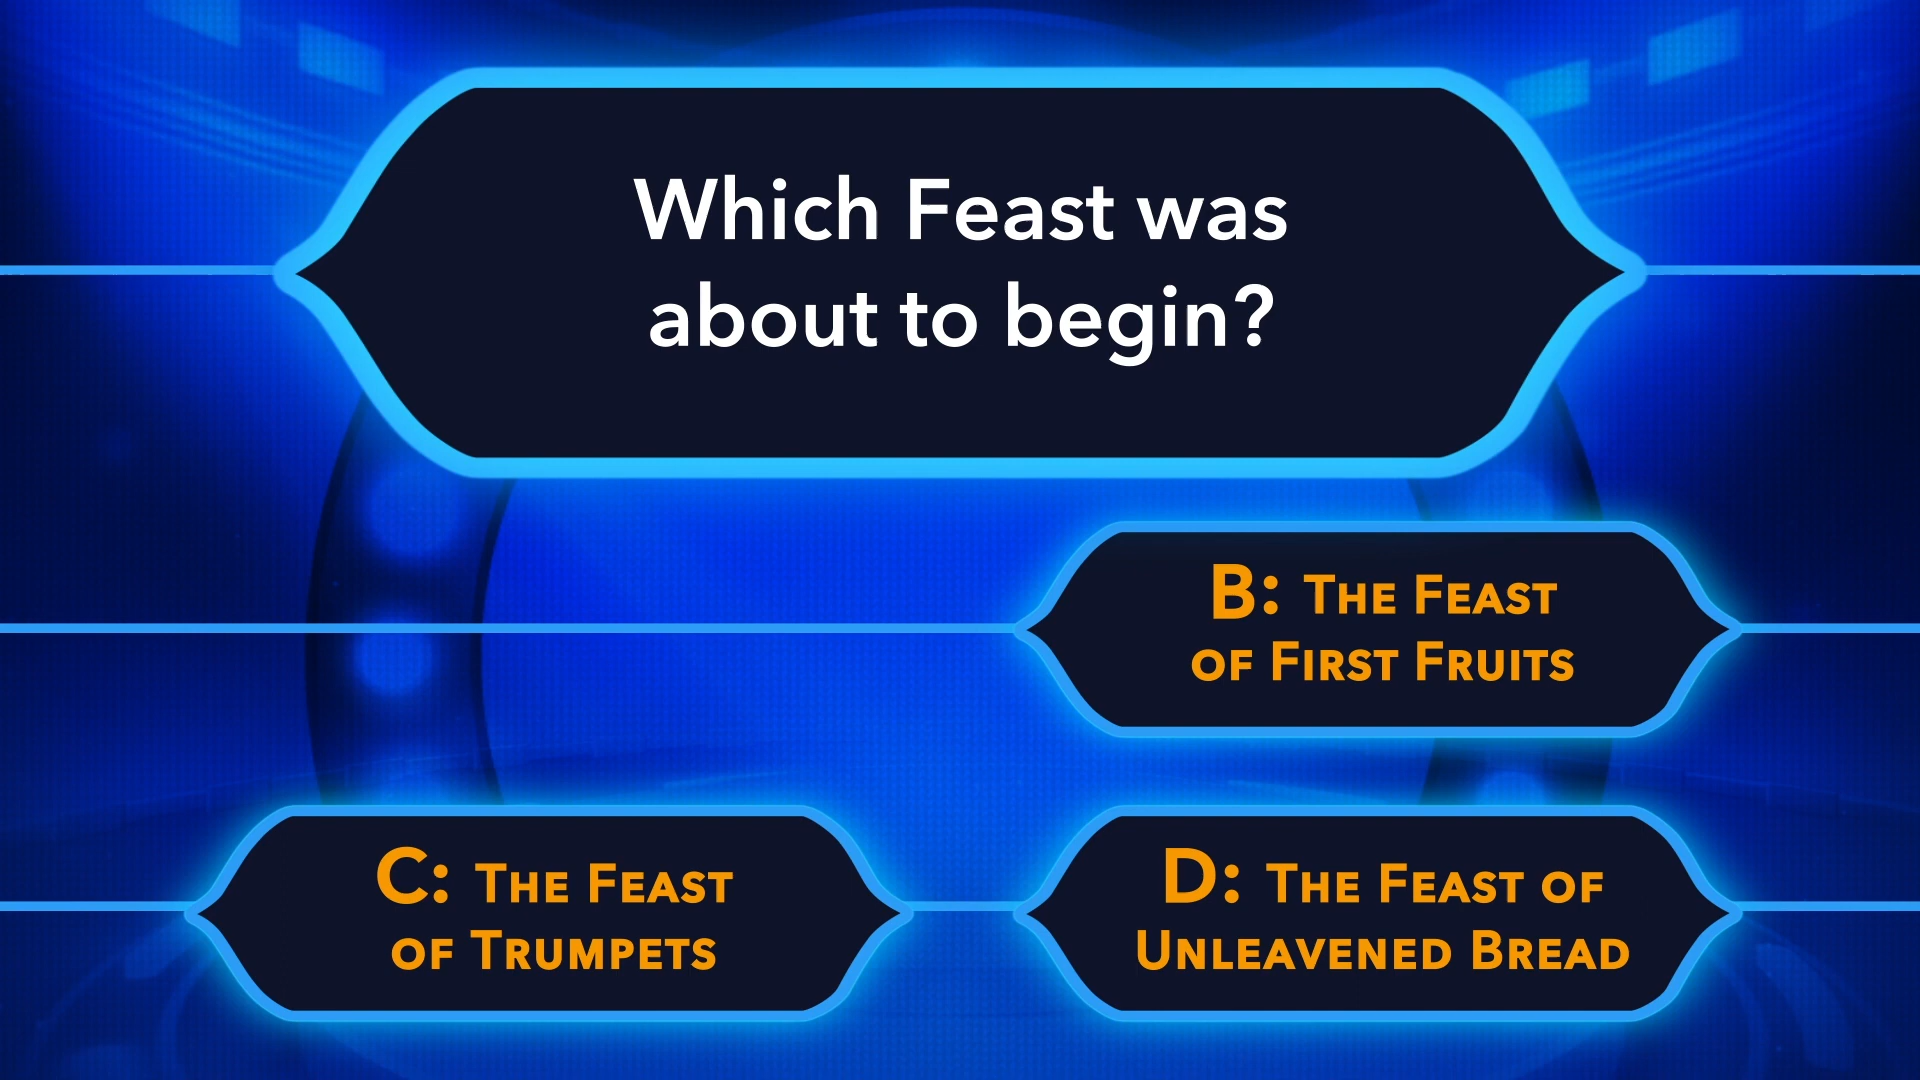 Which Feast was
about to begin?
B: The Feast
of First Fruits
C: The Feast
of Trumpets
D: The Feast of
Unleavened Bread